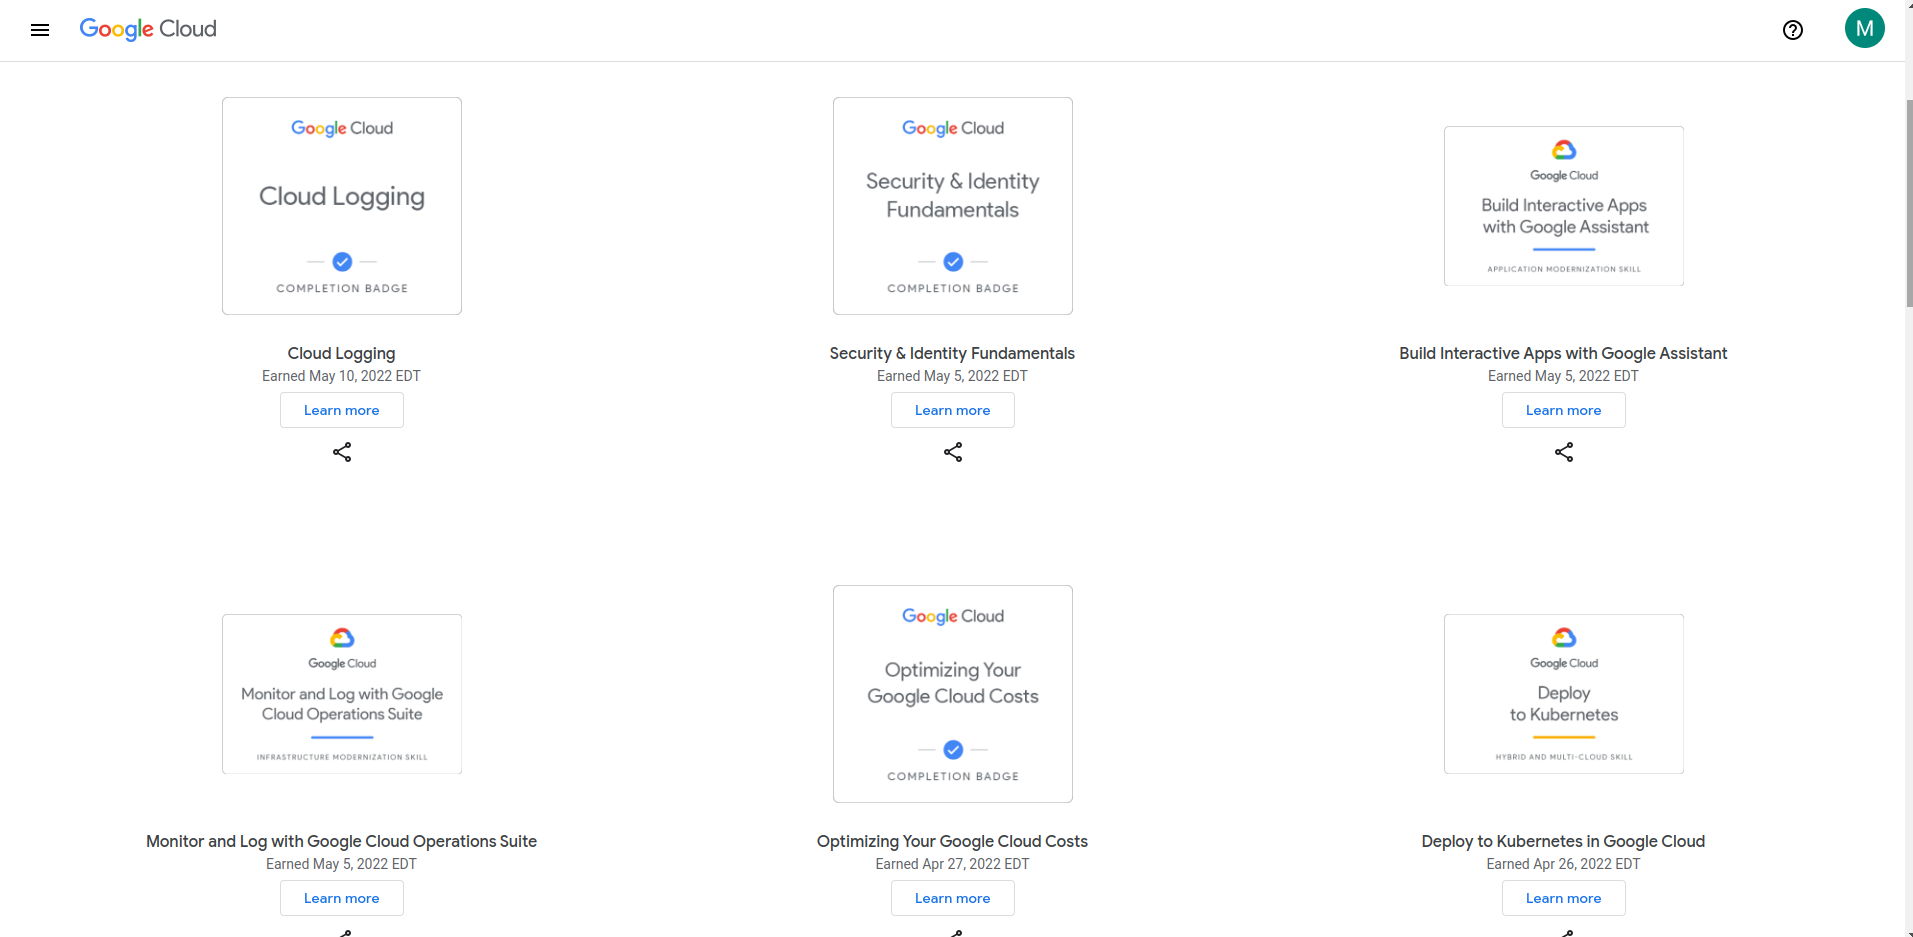 Google Cloud
M
Google Cloud
Cloud Logging
COMPLETION BADGE
Cloud Logging
Earned May 10, 2022 EDT
Learn more
Google Cloud
Security & Identity
Fundamentals
COMPLETION BADGE
Security & Identity Fundamentals
Earned May 5, 2022 EDT
Learn more
Google Cloud
Build Interactive Apps
with Google Assistant
APPLICATION MODERNIZATION SKILL
Build Interactive Apps with Google Assistant
Earned May 5, 2022 EDT
Learn more
Google Cloud
Monitor and Log with Google
Cloud Operations Suite
INFRASTRUCTURE MODERNIZATION SKILL
Monitor and Log with Google Cloud Operations Suite
Earned May 5, 2022 EDT
Learn more
Google Cloud
Optimizing Your
Google Cloud Costs
COMPLETION BADGE
Optimizing Your Google Cloud Costs
Earned Apr 27, 2022 EDT
Learn more
Google Cloud
Deploy
to Kubernetes
HYBRID AND MULTI-CLOUD SKILL
Deploy to Kubernetes in Google Cloud
Earned Apr 26, 2022 EDT
Learn more